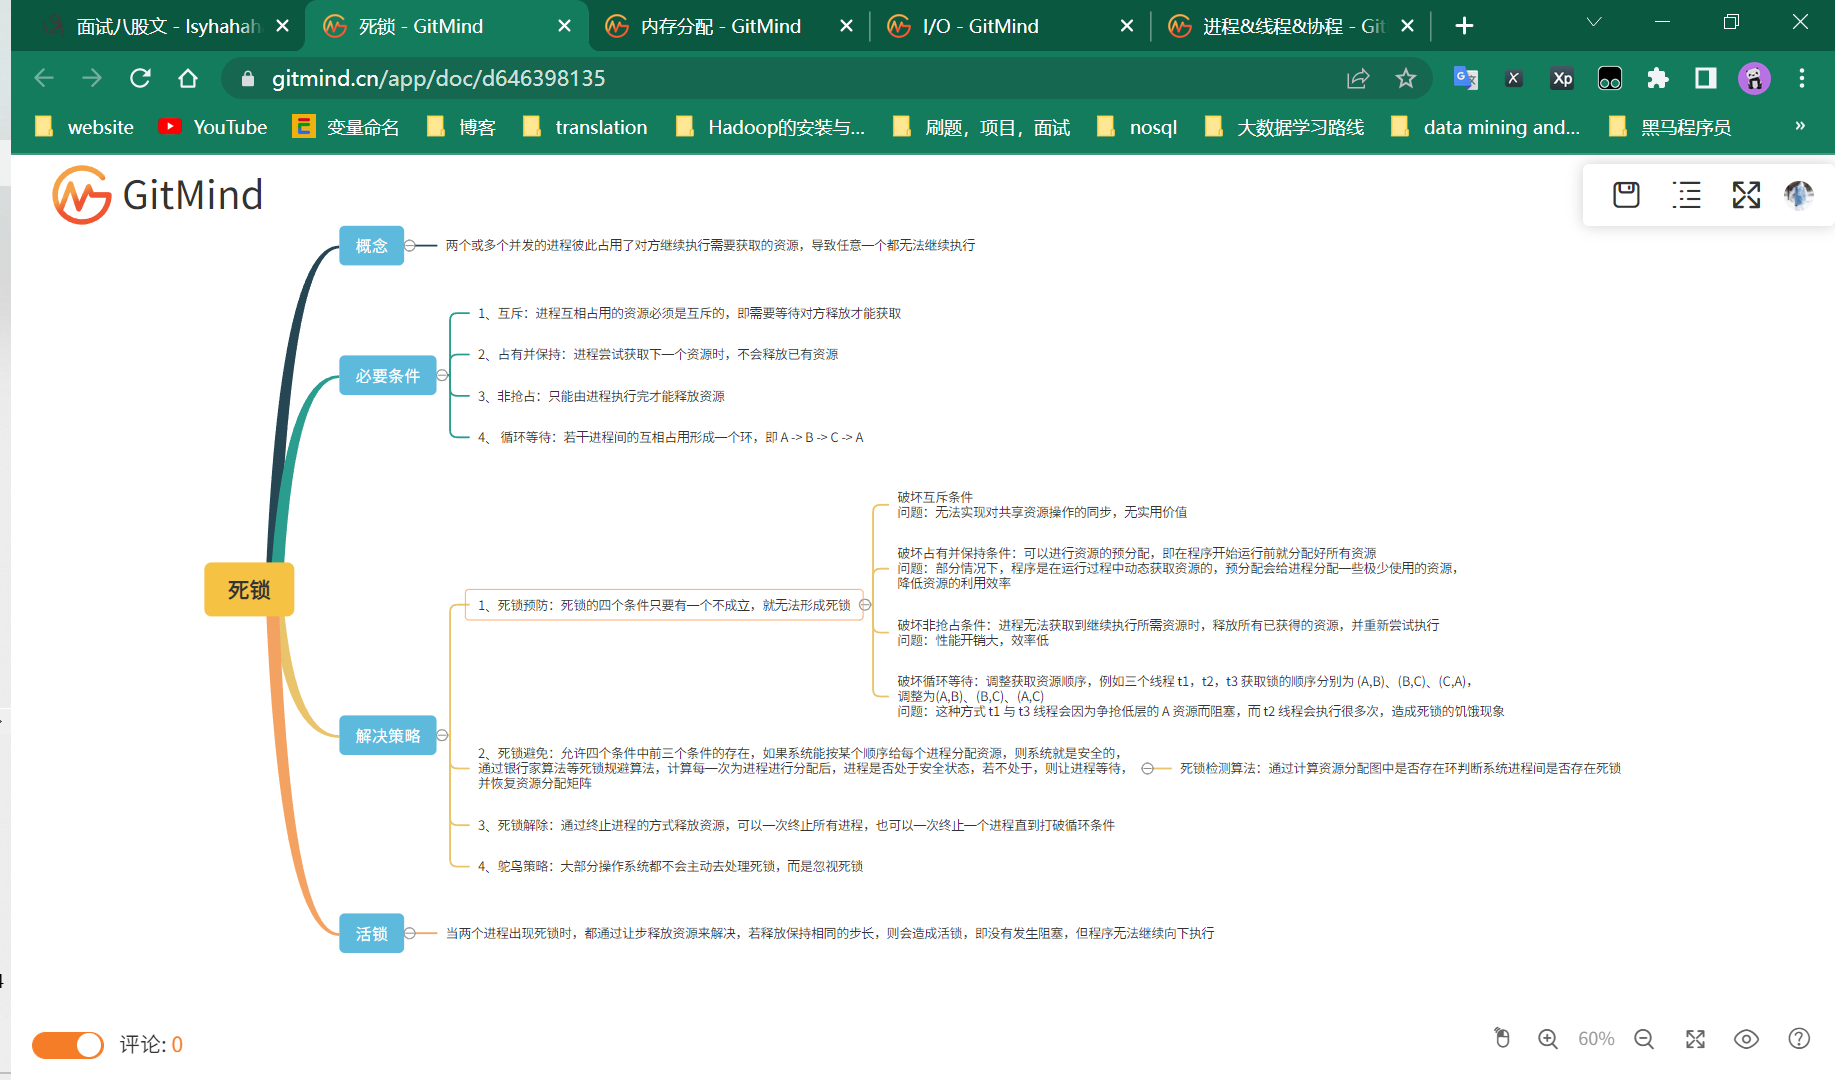 面试八股文 - lsyhahah
死锁 - GitMind
内存分配 - GitMind
I/O - GitMind
进程&线程&协程 - Git
gitmind.cn/app/doc/d646398135
Xp
website
YouTube
变量命名
博客
translation
Hadoop的安装与...
刷题，项目，面试
nosql
大数据学习路线
data mining and...
黑马程序员
»
GitMind
概念
两个或多个并发的进程彼此占用了对方继续执行需要获取的资源，导致任意一个都无法继续执行
必要条件
1、互斥：进程互相占用的资源必须是互斥的，即需要等待对方释放才能获取
2、占有并保持：进程尝试获取下一个资源时，不会释放已有资源
3、非抢占：只能由进程执行完才能释放资源
4、 循环等待：若干进程间的互相占用形成一个环，即 A -> B -> C -> A
死锁
解决策略
1、死锁预防：死锁的四个条件只要有一个不成立，就无法形成死锁
破坏互斥条件
问题：无法实现对共享资源操作的同步，无实用价值
破坏占有并保持条件：可以进行资源的预分配，即在程序开始运行前就分配好所有资源
问题：部分情况下，程序是在运行过程中动态获取资源的，预分配会给进程分配一些极少使用的资源，
降低资源的利用效率
破坏非抢占条件：进程无法获取到继续执行所需资源时，释放所有已获得的资源，并重新尝试执行
问题：性能开销大，效率低
破坏循环等待：调整获取资源顺序，例如三个线程 t1，t2，t3 获取锁的顺序分别为 (A,B)、(B,C)、(C,A)，
调整为(A,B)、(B,C)、(A,C)
问题：这种方式 t1 与 t3 线程会因为争抢低层的 A 资源而阻塞，而 t2 线程会执行很多次，造成死锁的饥饿现象
2、死锁避免：允许四个条件中前三个条件的存在，如果系统能按某个顺序给每个进程分配资源，则系统就是安全的，
通过银行家算法等死锁规避算法，计算每一次为进程进行分配后，进程是否处于安全状态，若不处于，则让进程等待，
并恢复资源分配矩阵
死锁检测算法：通过计算资源分配图中是否存在环判断系统进程间是否存在死锁
3、死锁解除：通过终止进程的方式释放资源，可以一次终止所有进程，也可以一次终止一个进程直到打破循环条件
4、鸵鸟策略：大部分操作系统都不会主动去处理死锁，而是忽视死锁
活锁
当两个进程出现死锁时，都通过让步释放资源来解决，若释放保持相同的步长，则会造成活锁，即没有发生阻塞，但程序无法继续向下执行
评论: 0
60%